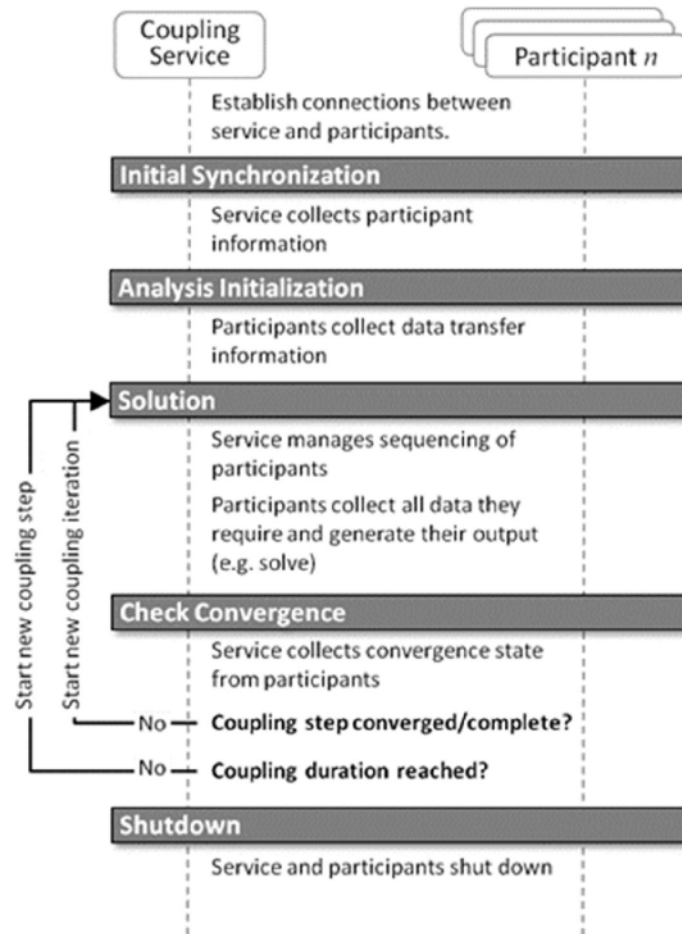 Coupling
Service
Participant n
Establish connections between
service and participants.
Initial Synchronization
Service collects participant
information
Analysis Initialization
Participants collect data transfer
information
Solution
Service manages sequencing of
participants
Participants collect all data they
require and generate their output
(e.g. solve)
Start new coupling step
Start new coupling iteration
Check Convergence
Service collects convergence state
from participants
No Coupling step converged/complete?
No Coupling duration reached?
Shutdown
Service and participants shut down